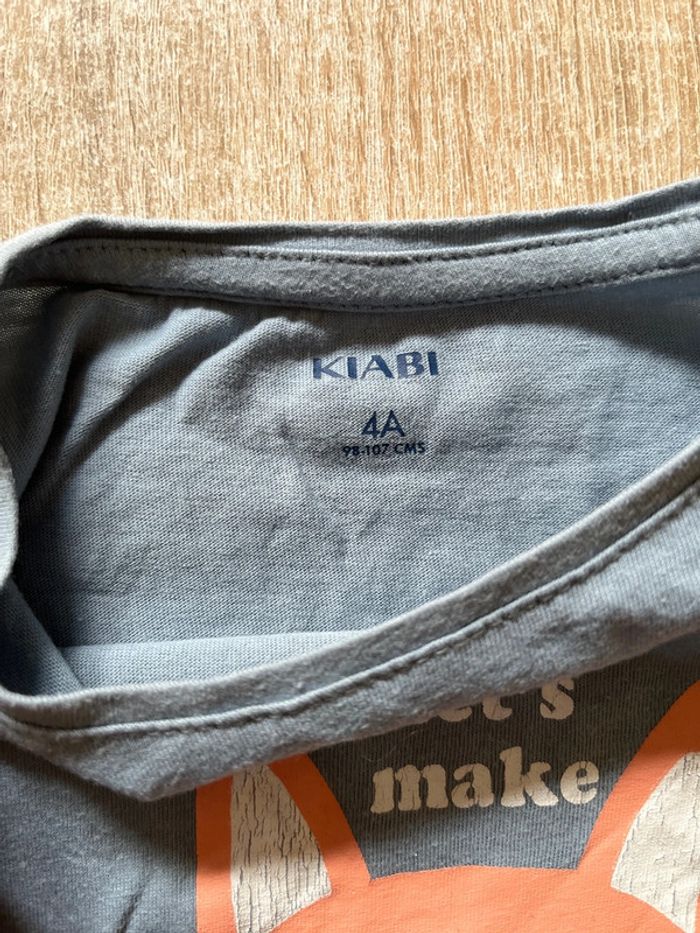 KIABI
4A
98-107 CMS
make